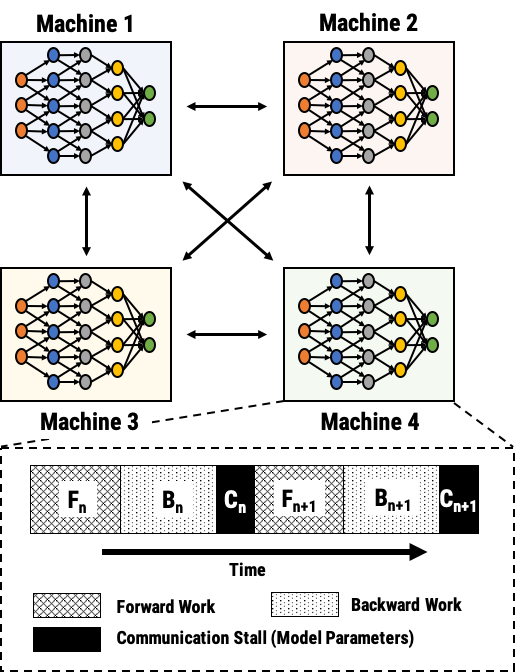 Machine 1
Machine 2
Machine 3
Machine 4
Fn Bn Cn Fn+1 Bn+1 Cn+1
Time
Forward Work
Backward Work
Communication Stall (Model Parameters)